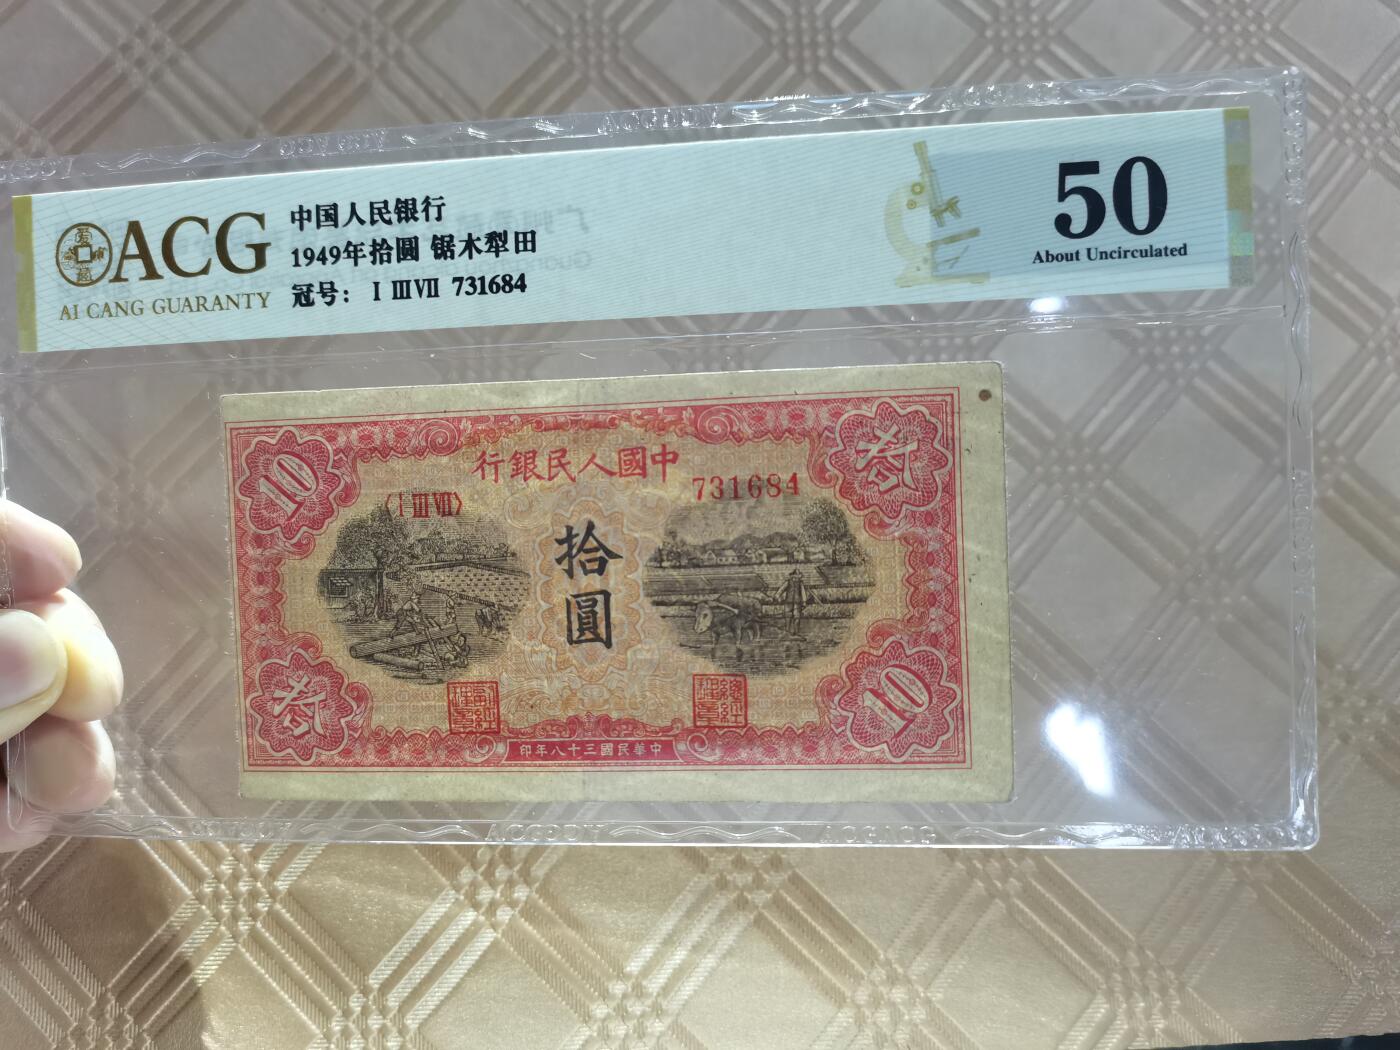 ACG
AI CANG GUARANTY
中国人民银行
1949年拾圆 锯木犁田
冠号: I III VII 731684
50
About Uncirculated
行銀民人國中
731684
〈I III VII〉
10
拾
圓
10
印年八十三國民華中
ACGACG